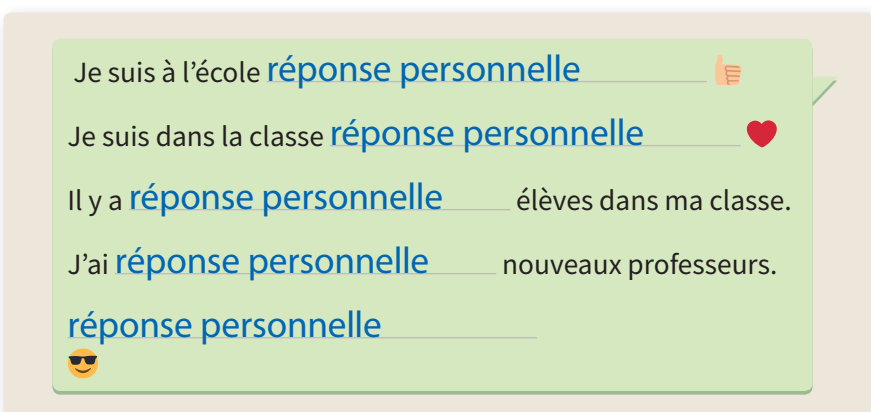 Je suis à l’école réponse personnelle
Je suis dans la classe réponse personnelle
Il y a réponse personnelle élèves dans ma classe.
J’ai réponse personnelle nouveaux professeurs.
réponse personnelle